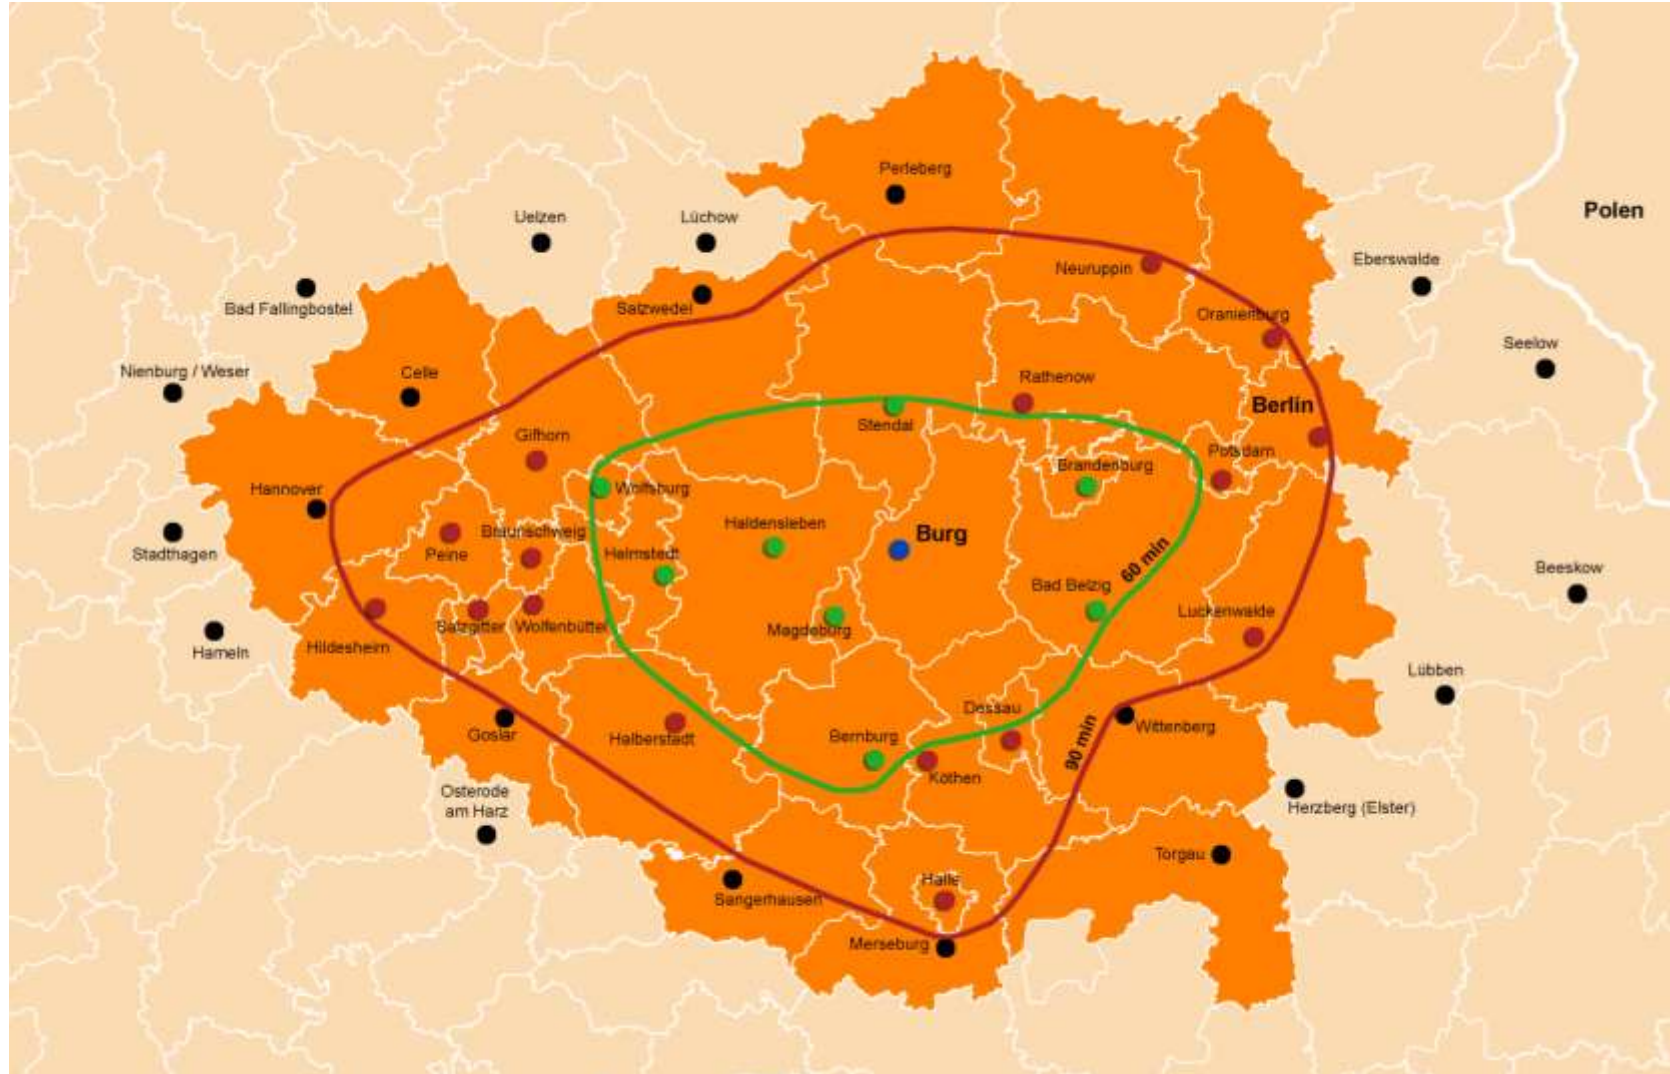 Perleberg
Polen
Uelzen
Lüchow
Eberswalde
Neuruppin
Bad Fallingbostel
Salzwedel
Oranienburg
Seelow
Nienburg / Weser
Celle
Rathenow
Berlin
Gifhorn
Stendal
Potsdam
Brandenburg
Hannover
Wolfsburg
Haldensleben
Burg
Braunschweig
Stadthagen
Peine
Helmstedt
60 min
Beeskow
Bad Belzig
Luckenwalde
Salzgitter
Wolfenbüttel
Magdeburg
Hildesheim
Hameln
Lübben
Dessau
Wittenberg
Goslar
Halberstadt
Bernburg
90 min
Köthen
Osterode
am Harz
Herzberg (Elster)
Torgau
Halle
Sangerhausen
Merseburg